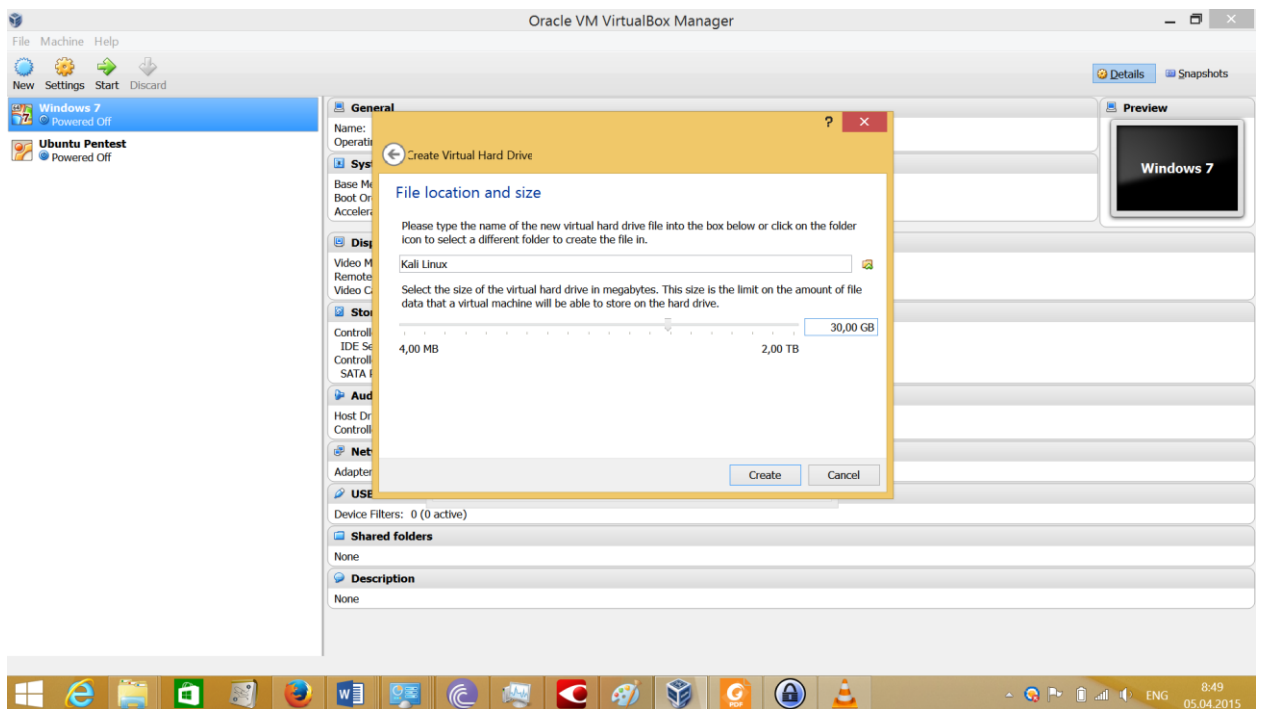 Oracle VM VirtualBox Manager
File Machine Help
New Settings Start Discard
Details Snapshots
Windows 7
Powered Off
Ubuntu Pentest
Powered Off
General
Name:
Preview
Windows 7
?
Create Virtual Hard Drive
File location and size
Please type the name of the new virtual hard drive file into the box below or click on the folder
icon to select a different folder to create the file in.
Kali Linux
Select the size of the virtual hard drive in megabytes. This size is the limit on the amount of file
data that a virtual machine will be able to store on the hard drive.
30,00 GB
4,00 MB 2,00 TB
Create Cancel
Base Me
Boot Or
Accelera
Disp
Video M
Remote
Video Ca
Controll
IDE Se
Controll
SATA P
Aud
Host Dr
Controll
Net
Adapter
USB
Device Filters: 0 (0 active)
Shared folders
None
Description
None
PDF
ENG
8:49
05.04.2015